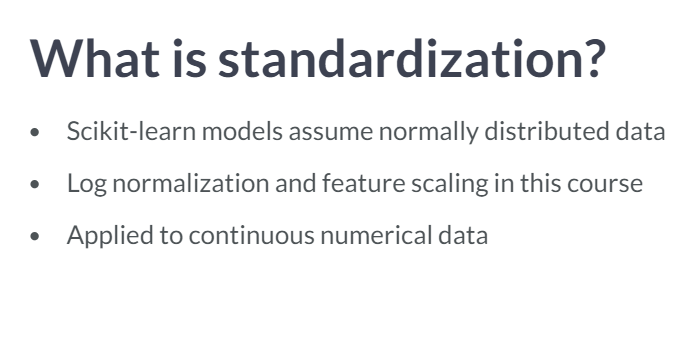 What is standardization?
• Scikit-learn models assume normally distributed data
• Log normalization and feature scaling in this course
• Applied to continuous numerical data